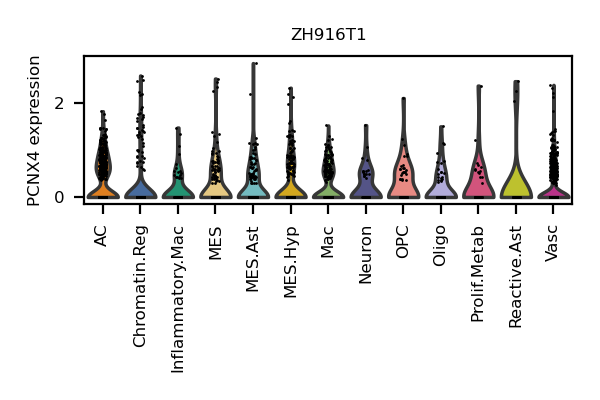 ZH916T1
PCNX4 expression
2
0
AC
Chromatin.Reg
Inflammatory.Mac
MES
MES.Ast
MES.Hyp
Mac
Neuron
OPC
Oligo
Prolif.Metab
Reactive.Ast
Vasc